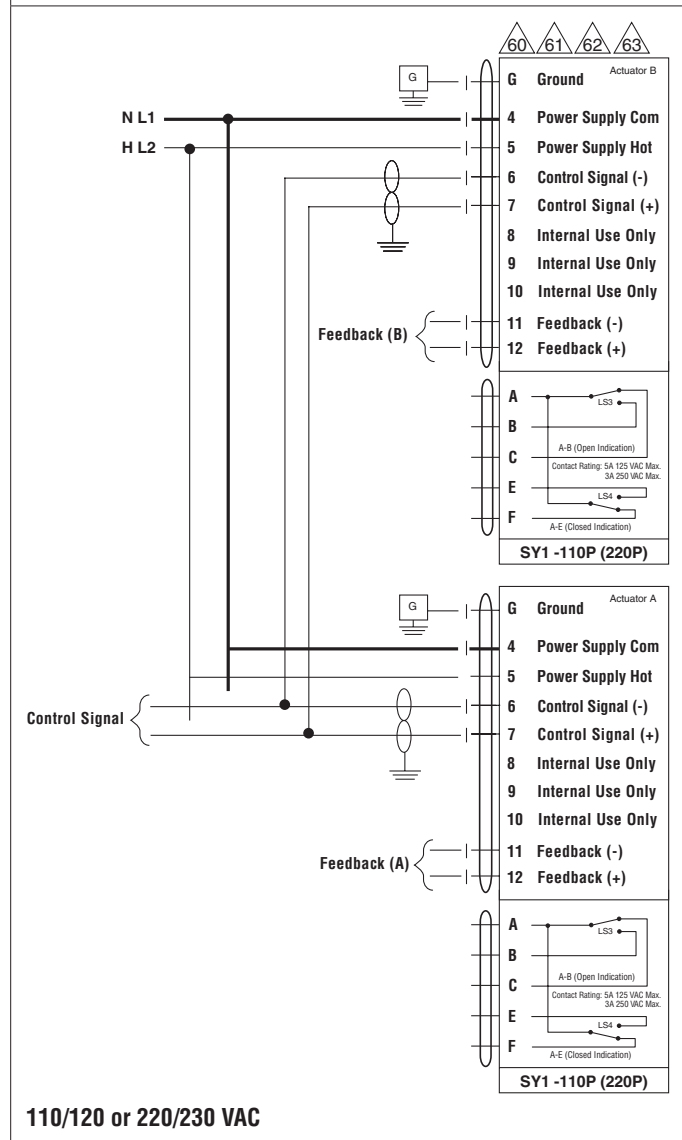 60 61 62 63
Actuator B
G
G Ground
N L1
4 Power Supply Com
H L2
5 Power Supply Hot
6 Control Signal (-)
7 Control Signal (+)
8 Internal Use Only
9 Internal Use Only
10 Internal Use Only
Feedback (B)
11 Feedback (-)
12 Feedback (+)
A
LS3
B
A-B (Open Indication)
C
Contact Rating: 5A 125 VAC Max.
3A 250 VAC Max.
E
LS4
F
A-E (Closed Indication)
SY1 -110P (220P)
Actuator A
G
G Ground
4 Power Supply Com
5 Power Supply Hot
6 Control Signal (-)
Control Signal
7 Control Signal (+)
8 Internal Use Only
9 Internal Use Only
10 Internal Use Only
Feedback (A)
11 Feedback (-)
12 Feedback (+)
A
LS3
B
A-B (Open Indication)
C
Contact Rating: 5A 125 VAC Max.
3A 250 VAC Max.
E
LS4
F
A-E (Closed Indication)
SY1 -110P (220P)
110/120 or 220/230 VAC